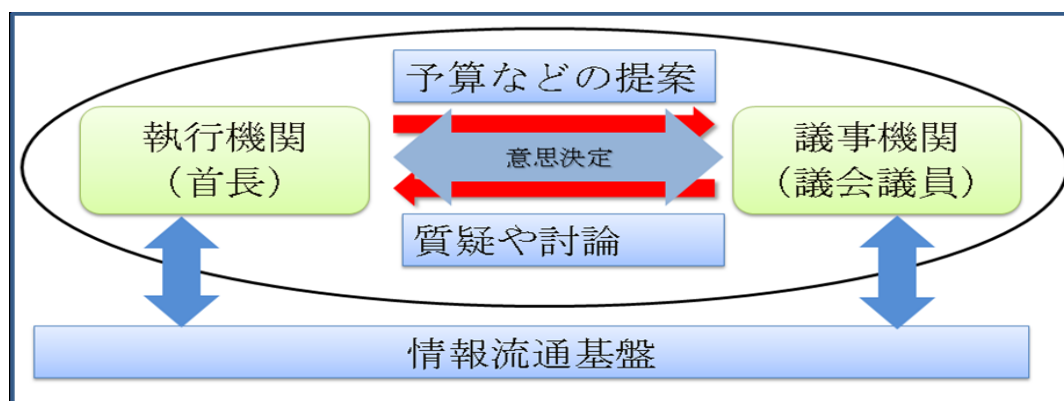 予算などの提案
執行機関
(首長)
意思決定
議事機関
(議会議員)
質疑や討論
情報流通基盤